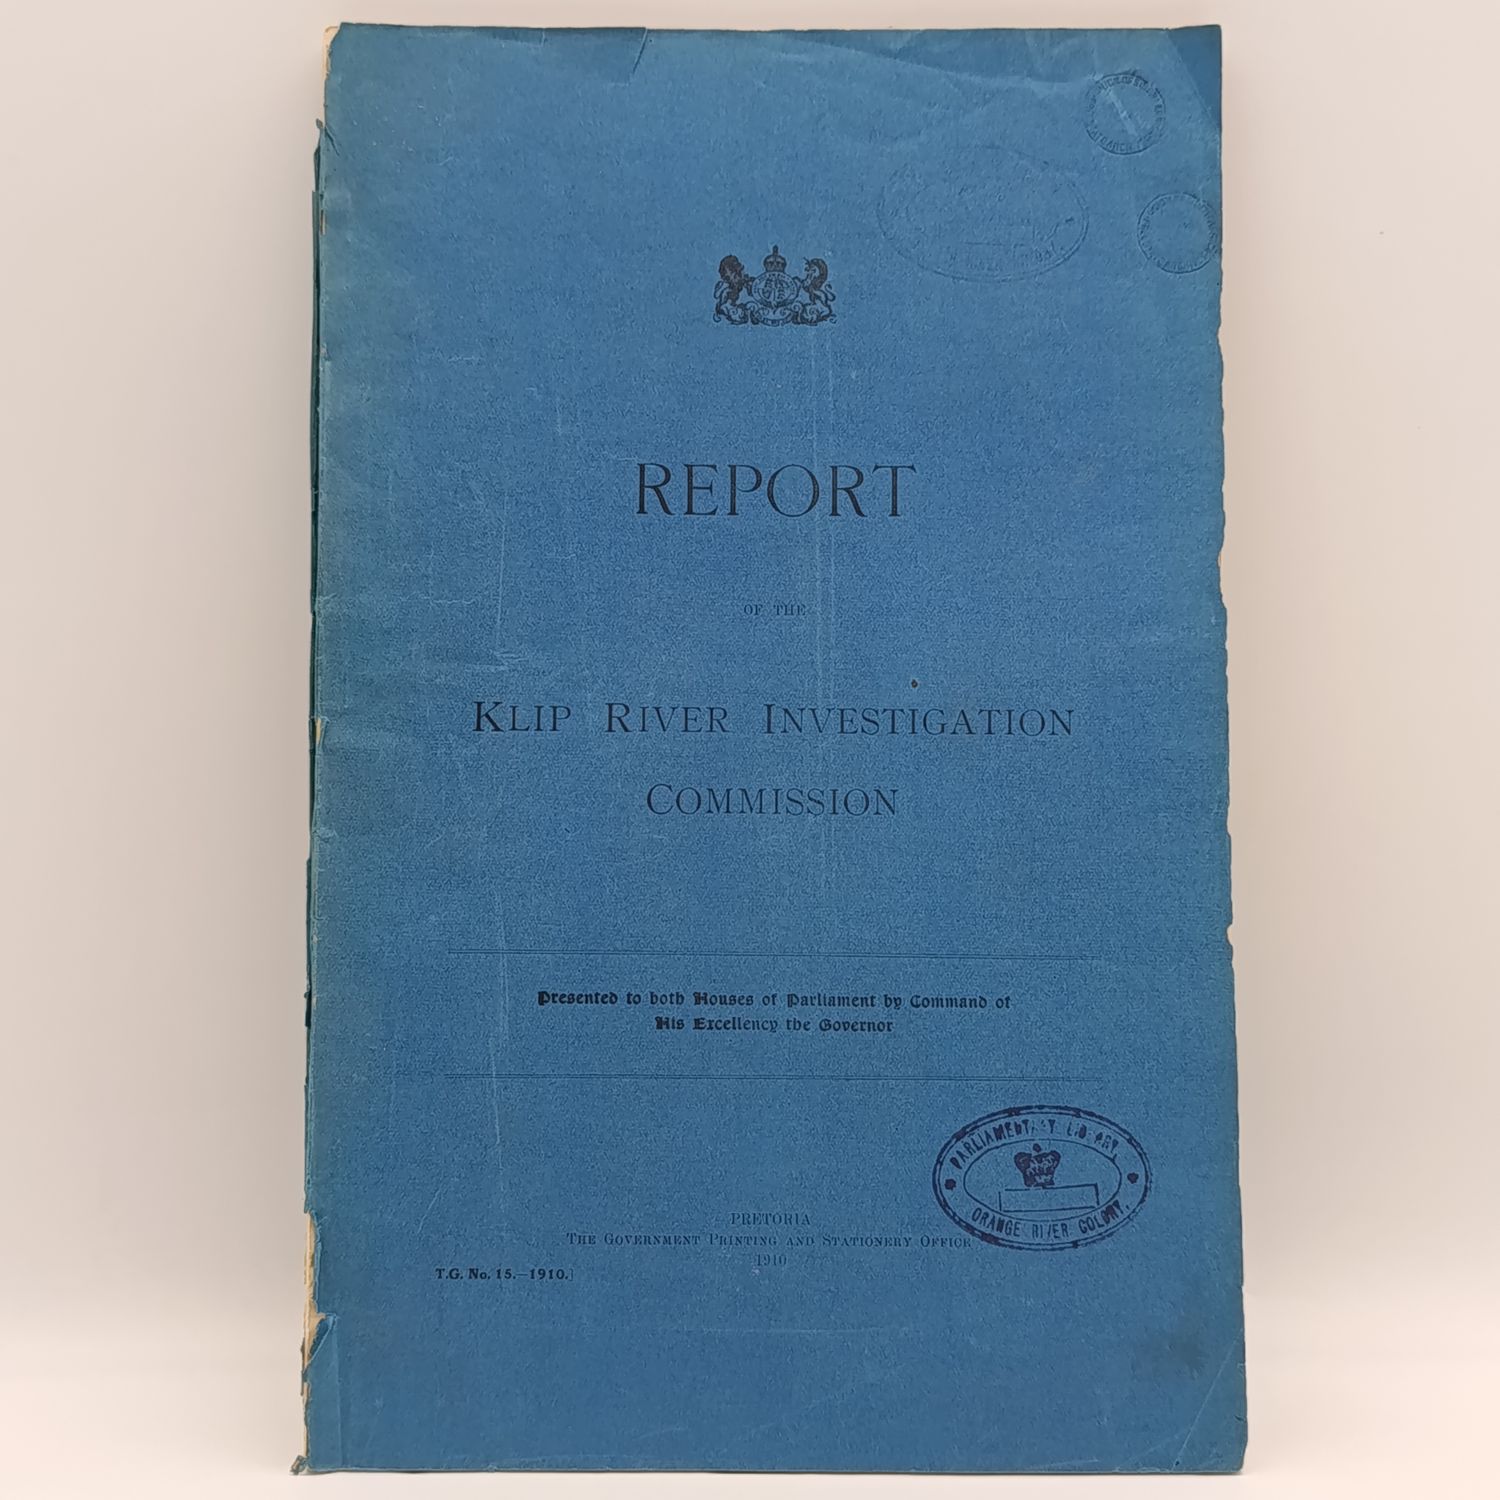 REPORT
OF THE
KLIP RIVER INVESTIGATION
COMMISSION
Presented to both Houses of Parliament by Command of
His Excellency the Governor
PARLIAMENTARY LIBRARY,
ORANGE RIVER COLONY.
PRETORIA
THE GOVERNMENT PRINTING AND STATIONERY OFFICE
1910
T.G. No. 15.—1910.]